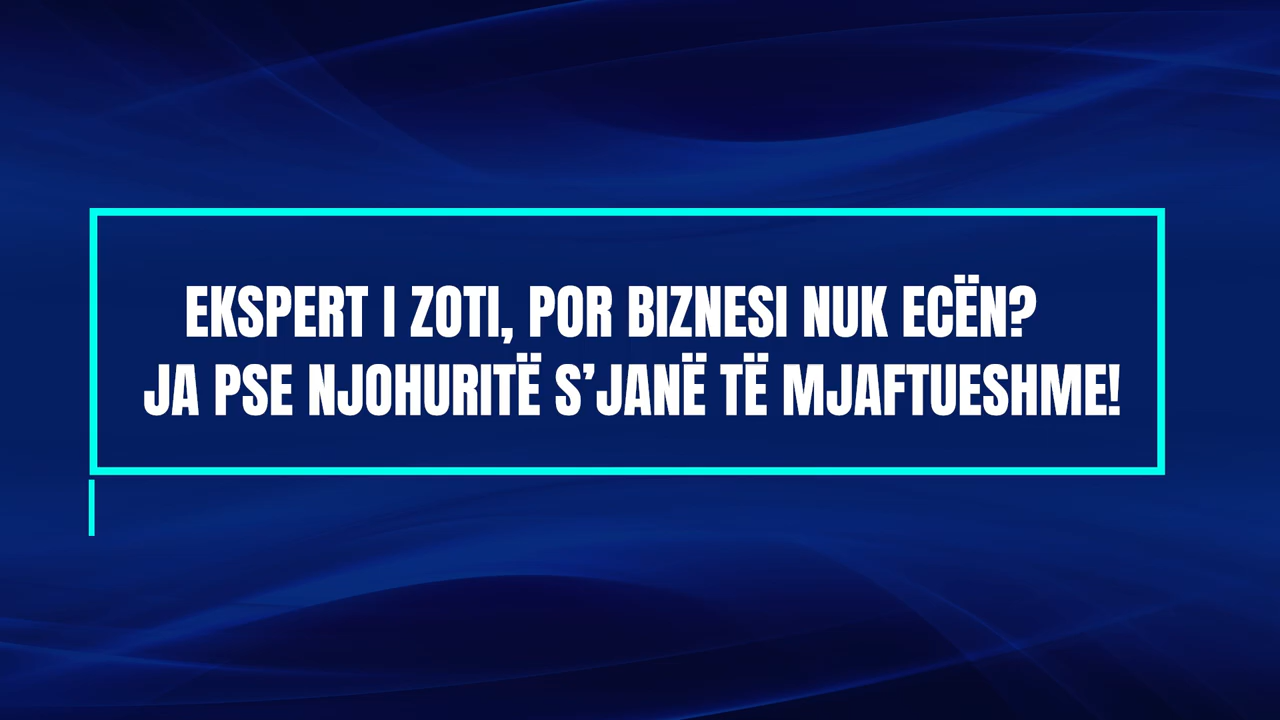 EKSPERT I ZOTI, POR BIZNESI NUK ECËN?
JA PSE NJOHURITË S’JANË TË MJAFTUESHME!